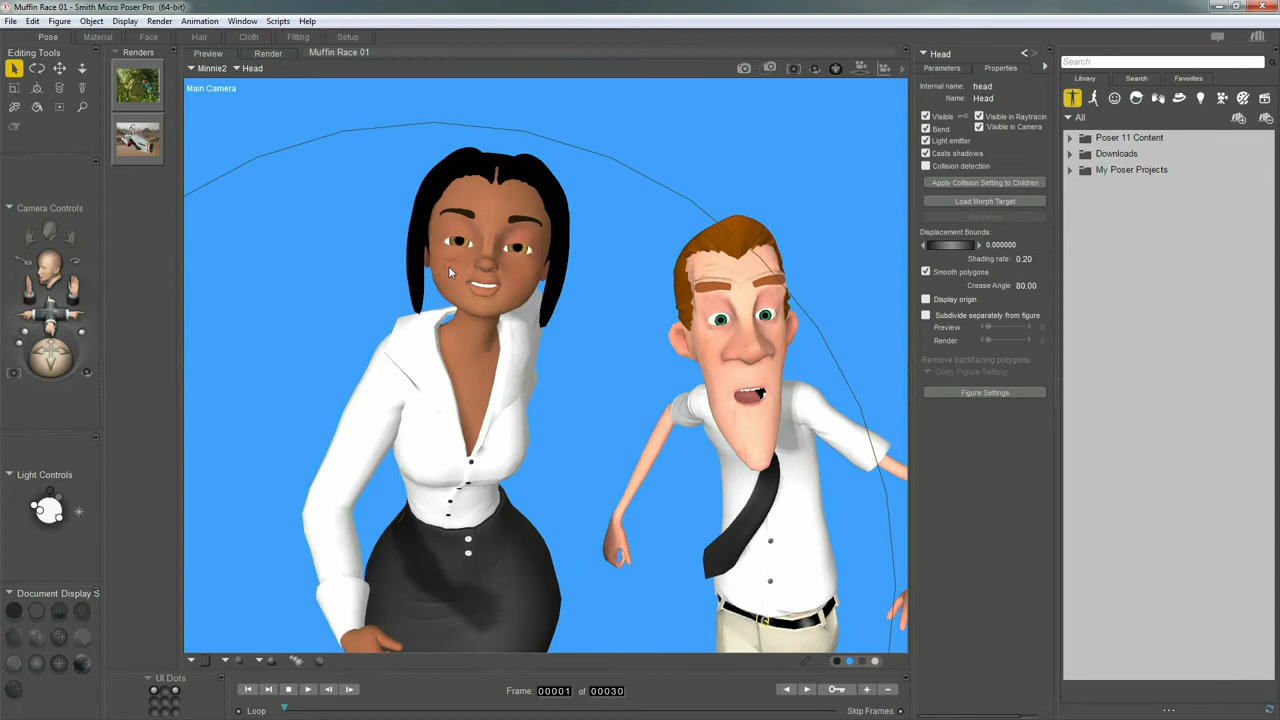 Muffin Race 01 - Smith Micro Poser Pro (64-bit)
File Edit Figure Object Display Render Animation Window Scripts Help
Pose Material Face Hair Cloth Fitting Setup
Editing Tools
Renders
Preview Render Muffin Race 01
Minnie2 Head
Main Camera
Camera Controls
Light Controls
Document Display S
UI Dots
Loop
Frame: 00001 of 00030
Skip Frames
Head
Parameters Properties
Internal name: head
Name: Head
Visible
Visible in Raytracin
Bend
Visible in Camera
Light emitter
Casts shadows
Collision detection
Apply Collision Setting to Children
Load Morph Target
Displacement Bounds:
0.000000
Shading rate: 0.20
Smooth polygons
Crease Angle 80.00
Display origin
Subdivide separately from figure
Preview 0
Render 0
Remove backfacing polygons:
Obey Figure Setting
Figure Settings
Search
Library Search Favorites
All
Poser 11 Content
Downloads
My Poser Projects